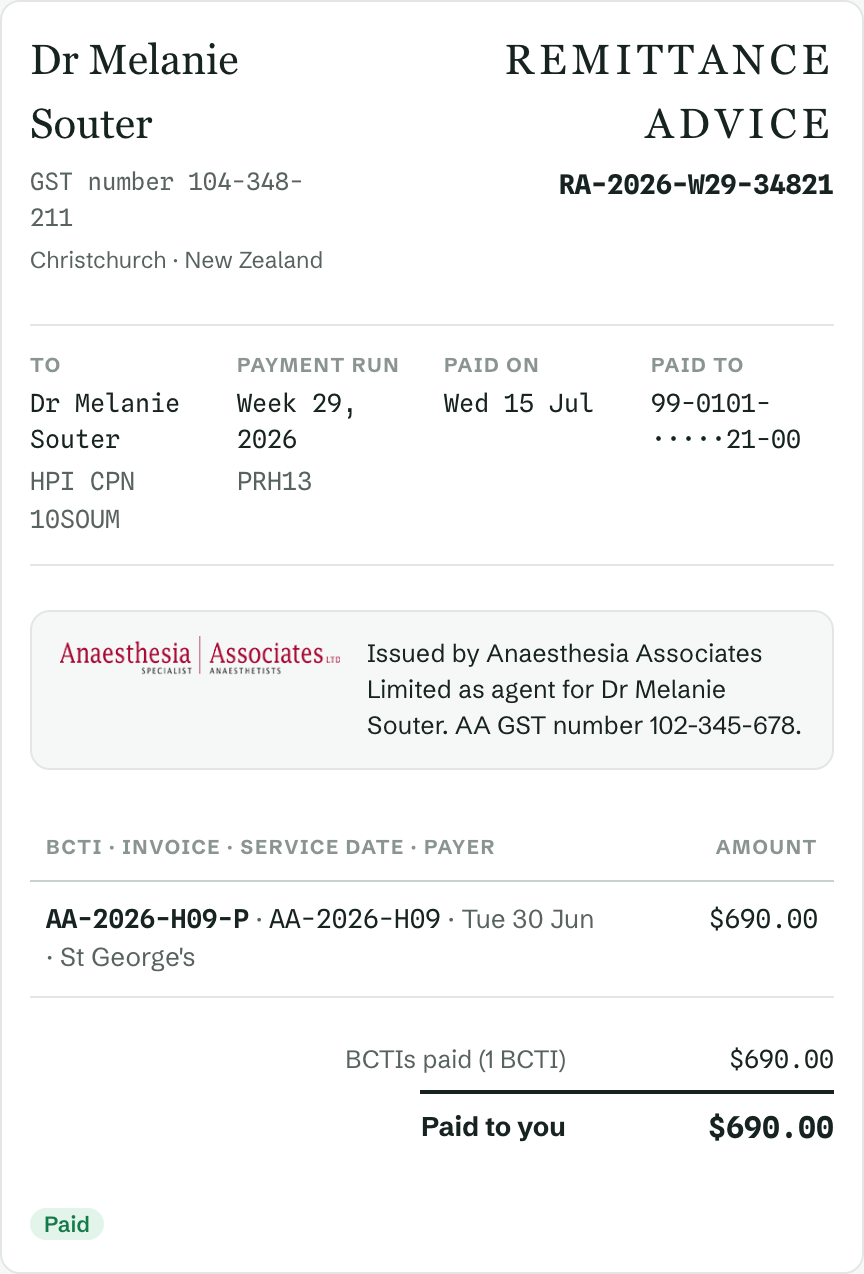 Dr Melanie
Souter
GST number 104-348-
211
Christchurch · New Zealand
REMITTANCE
ADVICE
RA-2026-W29-34821
TO
Dr Melanie
Souter
HPI CPN
10SOUM
PAYMENT RUN
Week 29,
2026
PRH13
PAID ON
Wed 15 Jul
PAID TO
99-0101-
·····21-00
Anaesthesia | Associates LTD
SPECIALIST ANAESTHETISTS
Issued by Anaesthesia Associates
Limited as agent for Dr Melanie
Souter. AA GST number 102-345-678.
BCTI · INVOICE · SERVICE DATE · PAYER AMOUNT
AA-2026-H09-P · AA-2026-H09 · Tue 30 Jun $690.00
· St George's
BCTIs paid (1 BCTI) $690.00
Paid to you $690.00
Paid